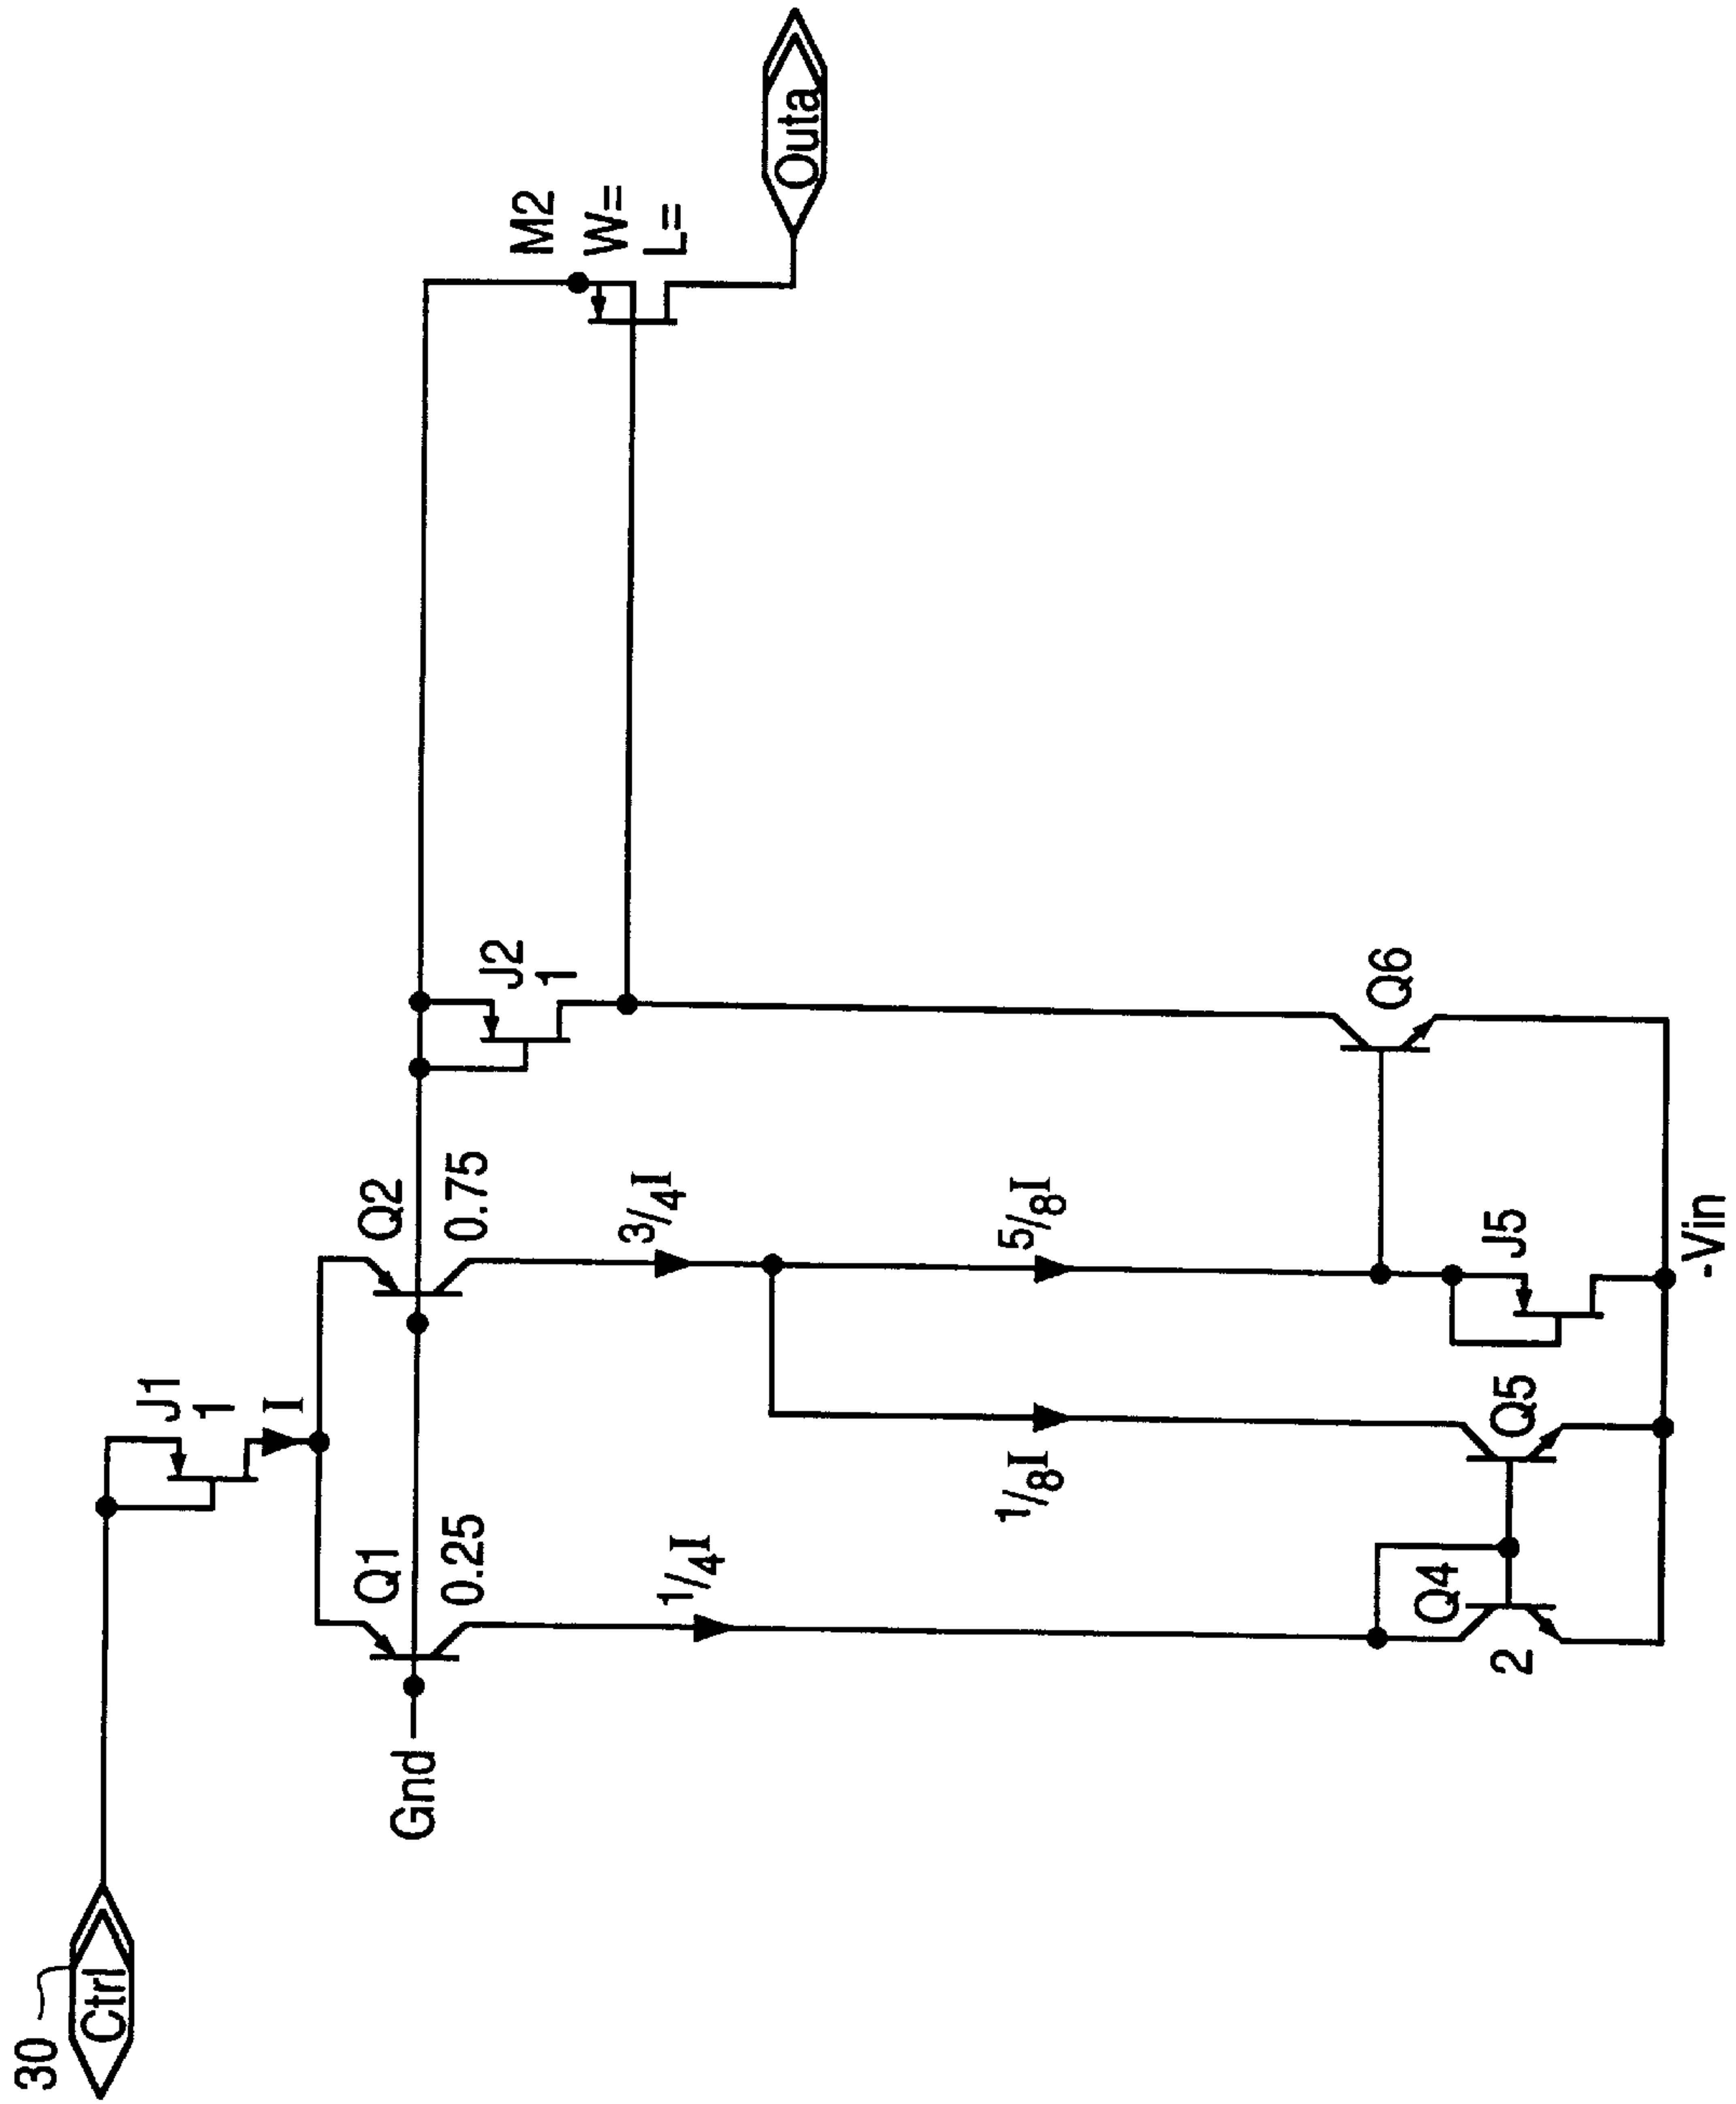 30
Ctrl
J1
1
I
Gnd
Q1
0.25
Q2
0.75
J2
1
M2
W=
L=
Outa
1/4I
3/4I
1/8I
5/8I
Q4
2
Q5
J5
Q6
-Vin